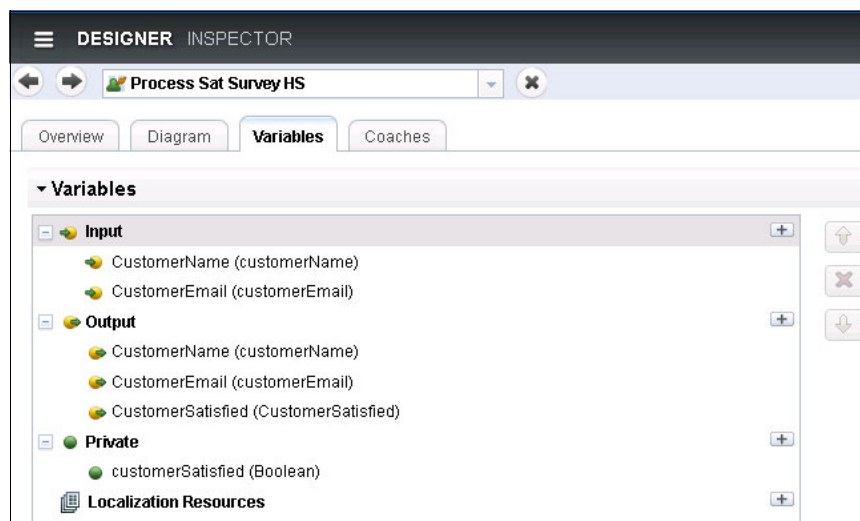 DESIGNER INSPECTOR
Process Sat Survey HS
Overview Diagram Variables Coaches
Variables
Input
CustomerName (customerName)
CustomerEmail (customerEmail)
Output
CustomerName (customerName)
CustomerEmail (customerEmail)
CustomerSatisfied (CustomerSatisfied)
Private
customerSatisfied (Boolean)
Localization Resources